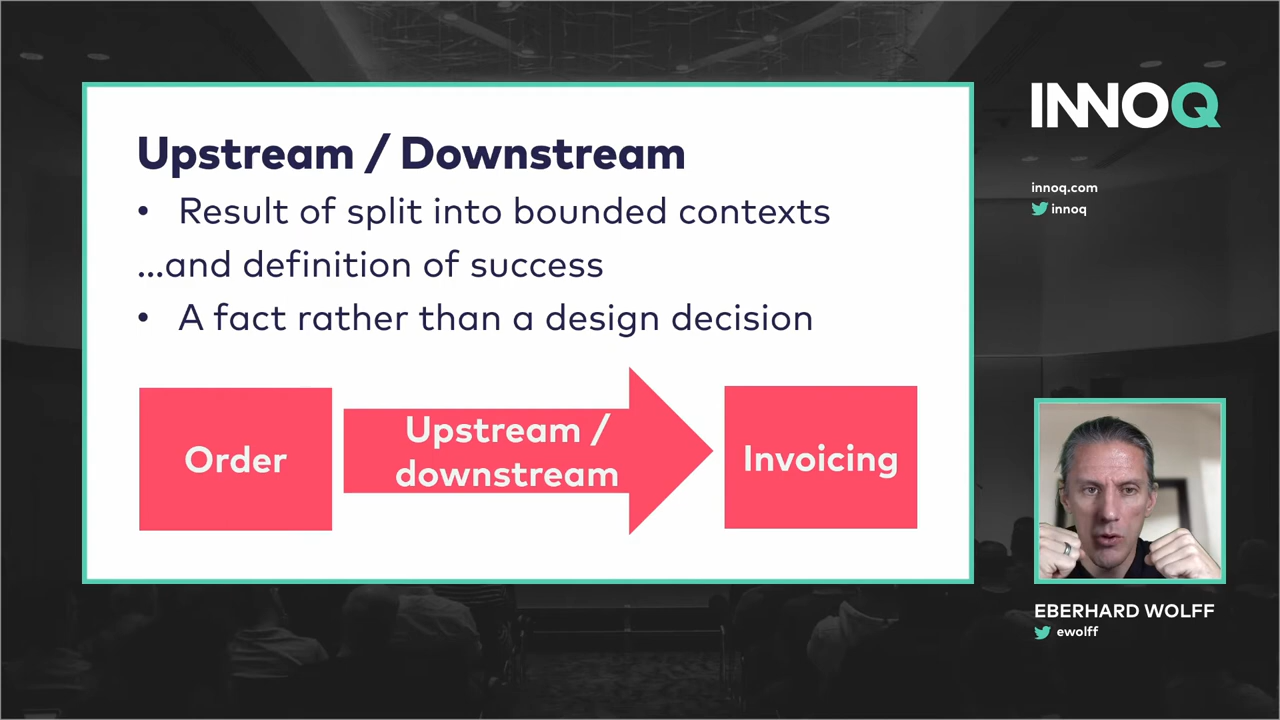 Upstream / Downstream
• Result of split into bounded contexts
...and definition of success
• A fact rather than a design decision
Order
Upstream /
downstream
Invoicing
INNOQ
innoq.com
innoq
EBERHARD WOLFF
ewolff